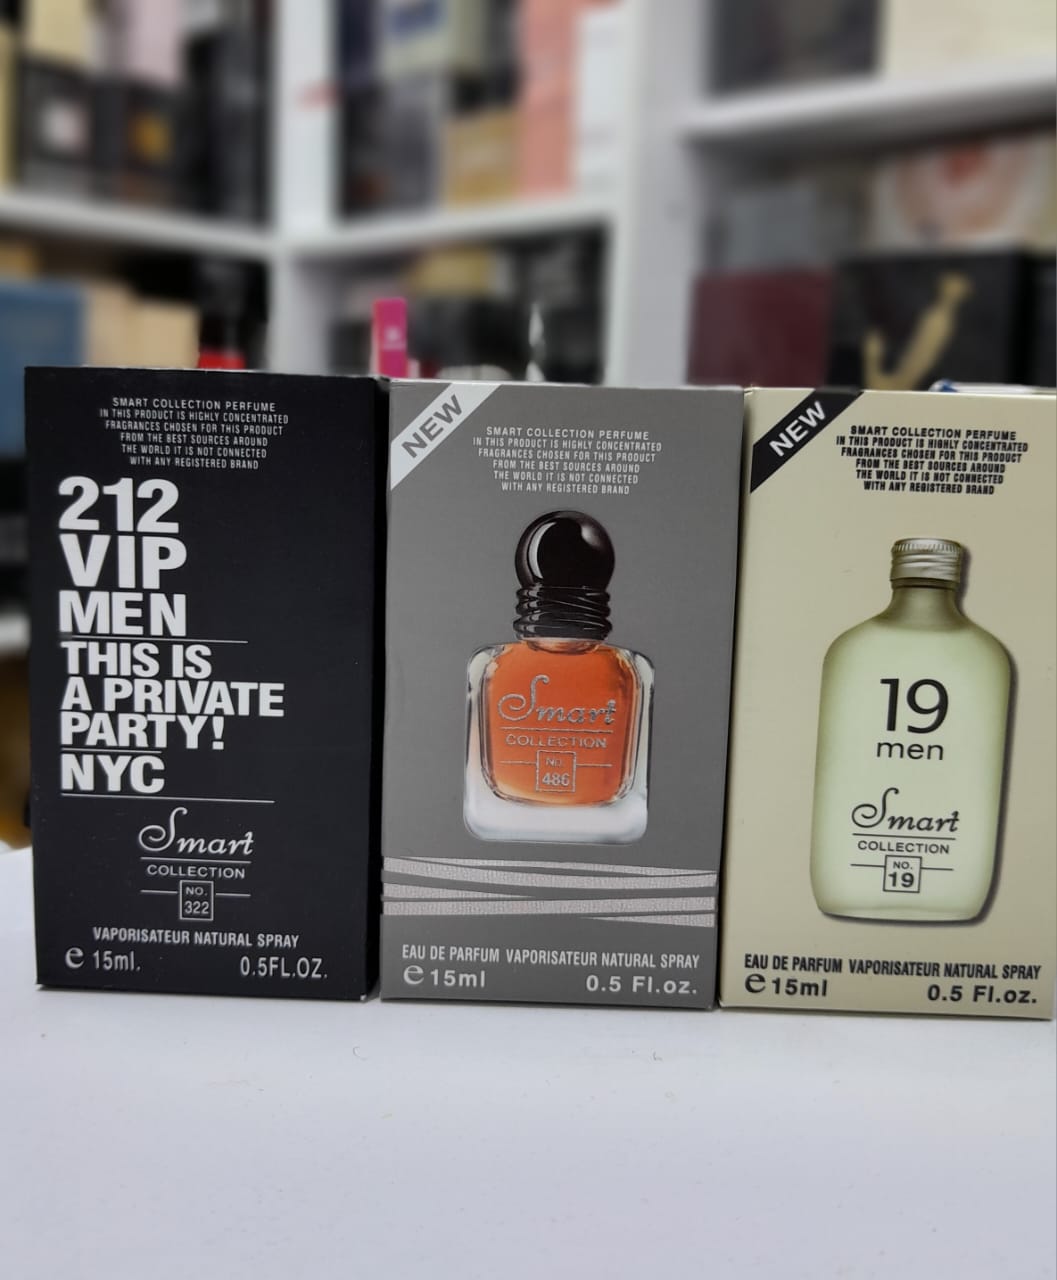 SMART COLLECTION PERFUME
IN THIS PRODUCT IS HIGHLY CONCENTRATED
FRAGRANCES CHOSEN FOR THIS PRODUCT
FROM THE BEST SOURCES AROUND
THE WORLD IT IS NOT CONNECTED
WITH ANY REGISTERED BRAND
212
VIP
MEN
THIS IS
A PRIVATE
PARTY!
NYC
Smart
COLLECTION
NO.
322
VAPORISATEUR NATURAL SPRAY
e 15ml.
0.5FL.OZ.
NEW
SMART COLLECTION PERFUME
IN THIS PRODUCT IS HIGHLY CONCENTRATED
FRAGRANCES CHOSEN FOR THIS PRODUCT
FROM THE BEST SOURCES AROUND
THE WORLD IT IS NOT CONNECTED
WITH ANY REGISTERED BRAND
Smart
COLLECTION
NO.
486
EAU DE PARFUM VAPORISATEUR NATURAL SPRAY
e 15ml
0.5 Fl.oz.
NEW
SMART COLLECTION PERFUME
IN THIS PRODUCT IS HIGHLY CONCENTRATED
FRAGRANCES CHOSEN FOR THIS PRODUCT
FROM THE BEST SOURCES AROUND
THE WORLD IT IS NOT CONNECTED
WITH ANY REGISTERED BRAND
19
men
Smart
COLLECTION
NO.
19
EAU DE PARFUM VAPORISATEUR NATURAL SPRAY
e 15ml
0.5 Fl.oz.